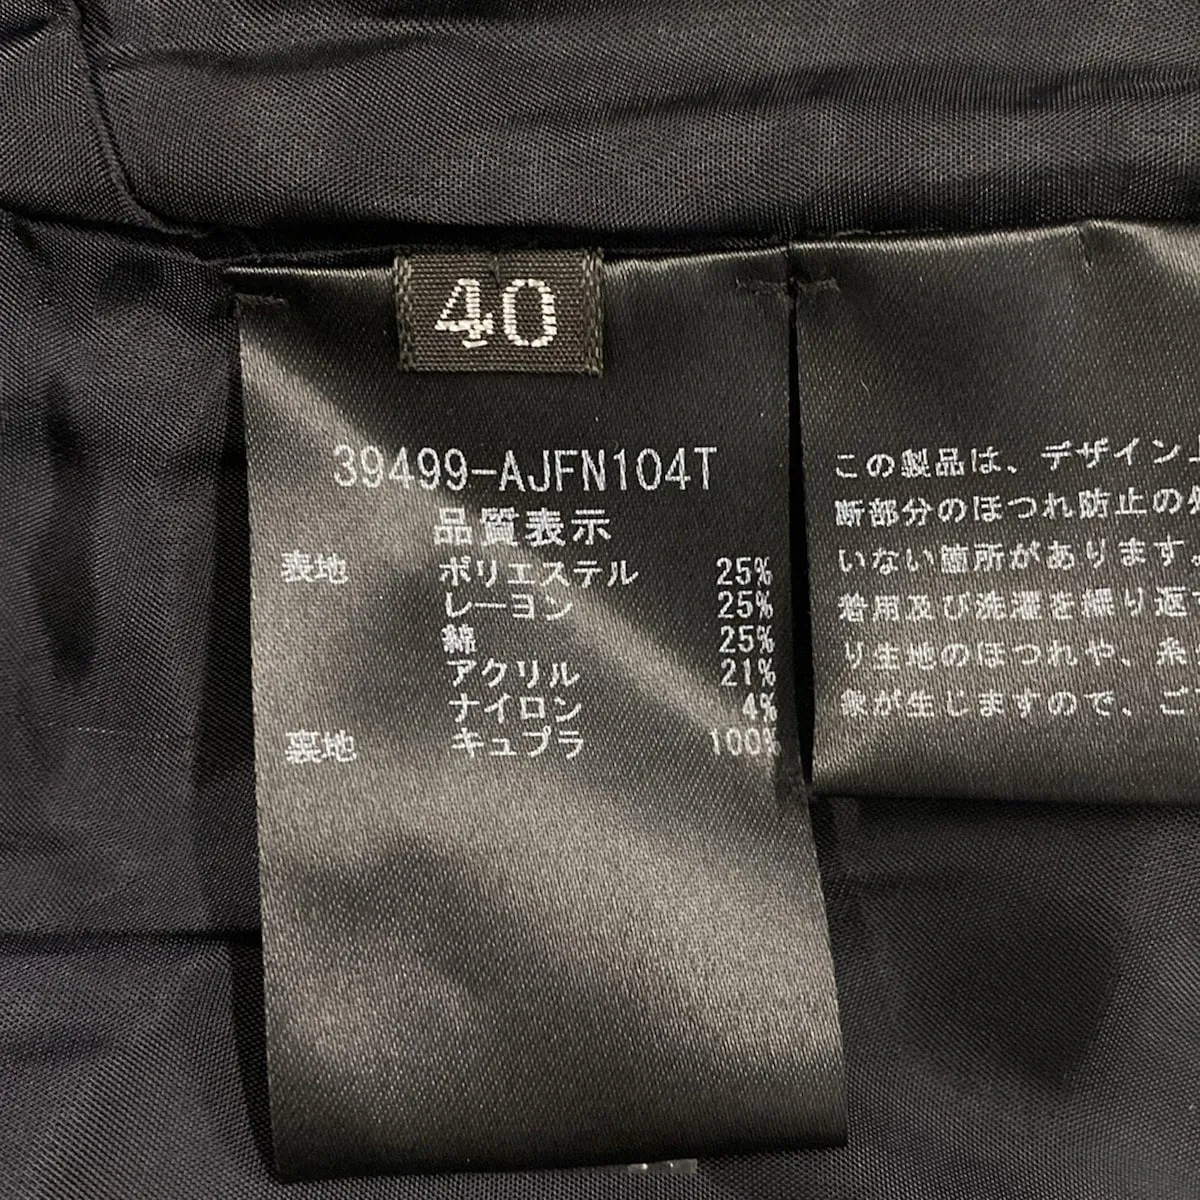 40
39499-AJFN104T
品質表示
表地 ポリエステル 25%
レーヨン 25%
綿 25%
アクリル 21%
ナイロン 4%
裏地 キュプラ 100%
この製品は、デザイン上
断部分のほつれ防止の
いない箇所があります
着用及び洗濯を繰り返
り生地のほつれや、糸
象が生じますので、ご